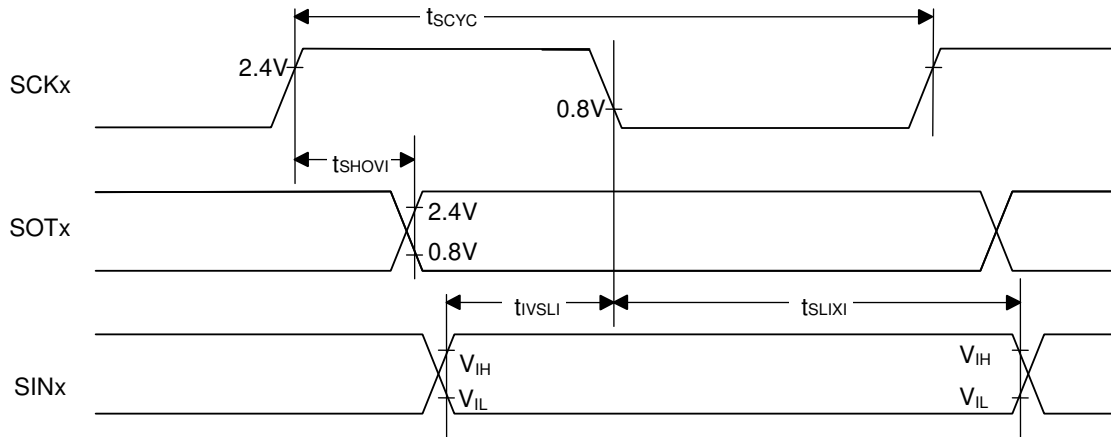 tSCYC
SCKx
2.4V
0.8V
tSHOVI
SOTx
2.4V
0.8V
tIVSLI
tSLIXI
SINx
VIH
VIL
VIH
VIL